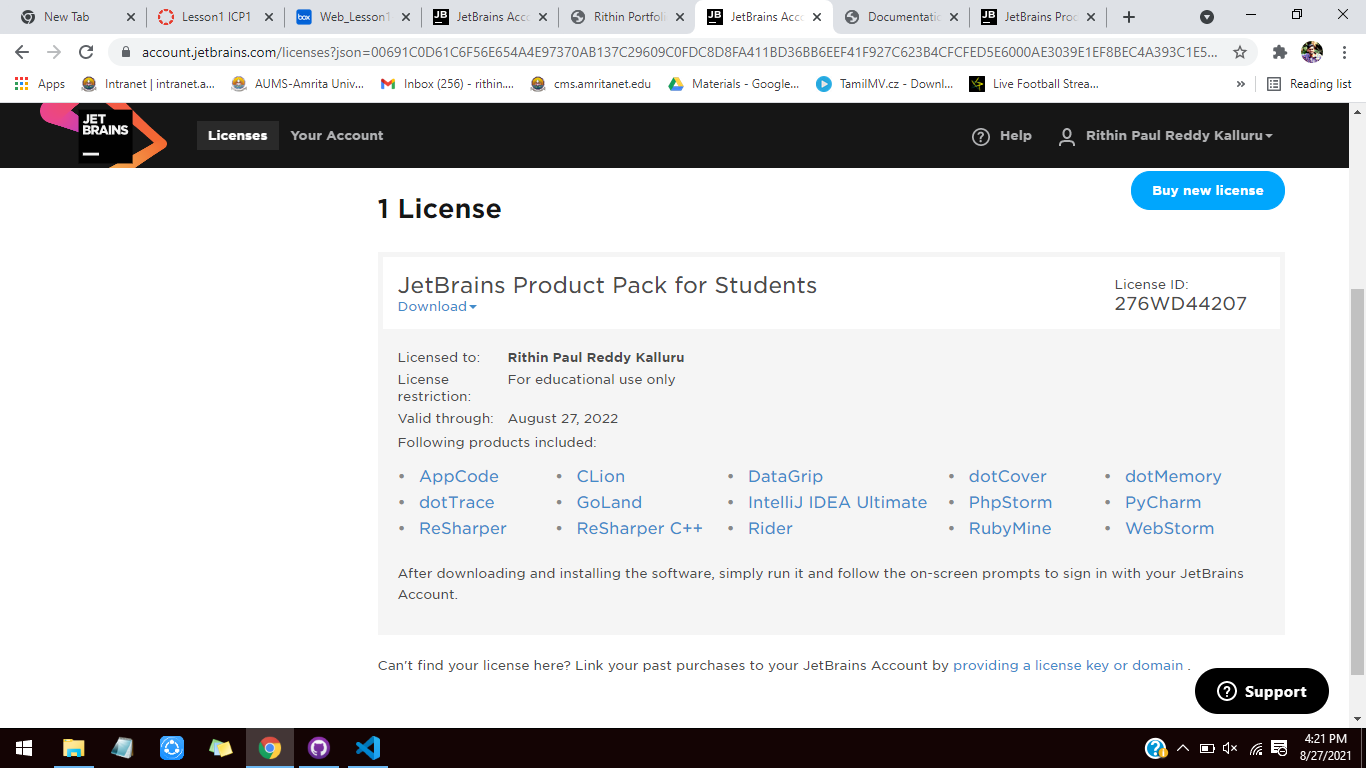 New Tab
Lesson1 ICP1
Web_Lesson1
JetBrains Acc
Rithin Portfoli
JetBrains Acc
Documentatio
JetBrains Proc
account.jetbrains.com/licenses?json=00691C0D61C6F56E654A4E97370AB137C29609C0FDC8D8FA411BD36BB6EEF41F927C623B4CFCFED5E6000AE3039E1EF8BEC4A393C1E5...
Apps
Intranet | intranet.a...
AUMS-Amrita Univ...
Inbox (256) - rithin....
cms.amritanet.edu
Materials - Google...
TamilMV.cz - Downl...
Live Football Strea...
»
Reading list
JET
BRAINS
Licenses
Your Account
Help
Rithin Paul Reddy Kalluru
Buy new license
1 License
JetBrains Product Pack for Students
Download
License ID:
276WD44207
Licensed to: Rithin Paul Reddy Kalluru
License restriction: For educational use only
Valid through: August 27, 2022
Following products included:
• AppCode • CLion • DataGrip • dotCover • dotMemory
• dotTrace • GoLand • IntelliJ IDEA Ultimate • PhpStorm • PyCharm
• ReSharper • ReSharper C++ • Rider • RubyMine • WebStorm
After downloading and installing the software, simply run it and follow the on-screen prompts to sign in with your JetBrains
Account.
Can't find your license here? Link your past purchases to your JetBrains Account by providing a license key or domain .
Support
4:21 PM
8/27/2021